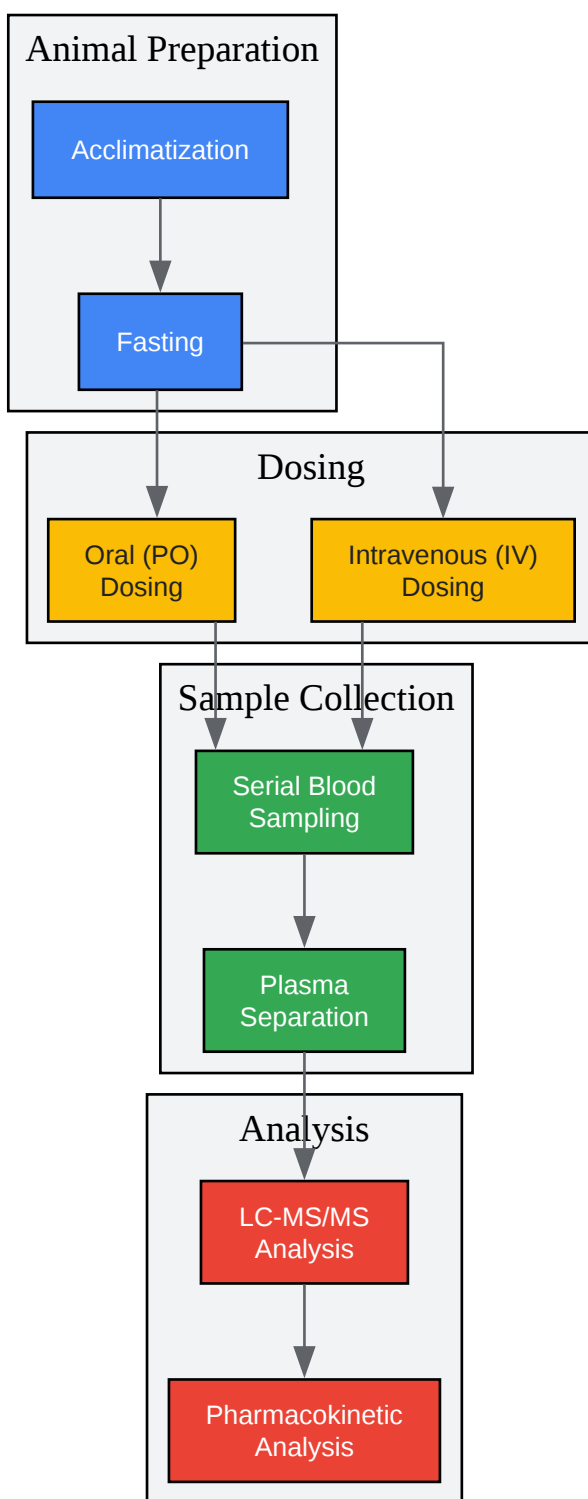 Animal Preparation
Acclimatization
Fasting
Dosing
Oral (PO)
Dosing
Intravenous (IV)
Dosing
Sample Collection
Serial Blood
Sampling
Plasma
Separation
Analysis
LC-MS/MS
Analysis
Pharmacokinetic
Analysis